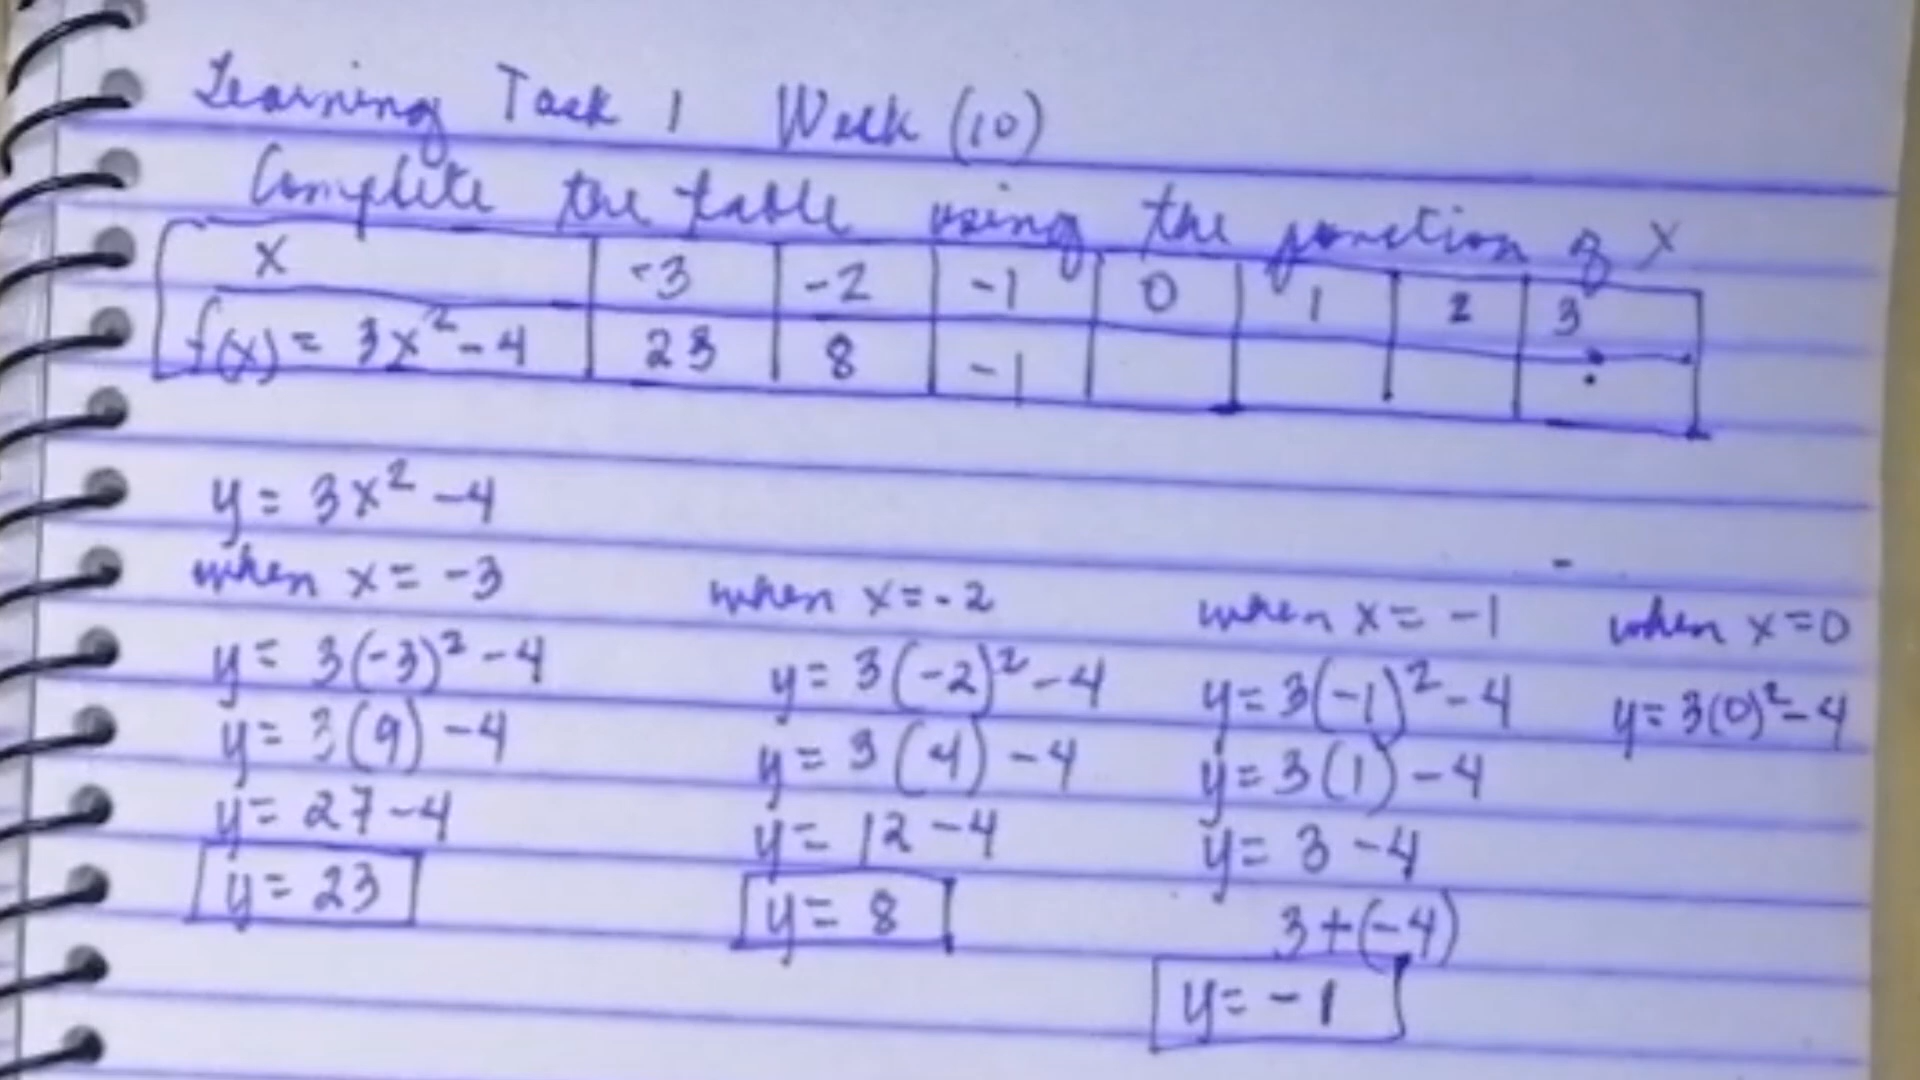 Learning Task 1 Week (10)
Complete the table using the function of x
x -3 -2 -1 0 1 2 3
f(x) = 3x² - 4 23 8 -1
y = 3x² - 4
when x = -3 when x = -2 when x = -1 when x = 0
y = 3(-3)² - 4 y = 3(-2)² - 4 y = 3(-1)² - 4 y = 3(0)² - 4
y = 3(9) - 4 y = 3(4) - 4 y = 3(1) - 4
y = 27 - 4 y = 12 - 4 y = 3 - 4
y = 23 y = 8 3 + (-4)
y = -1